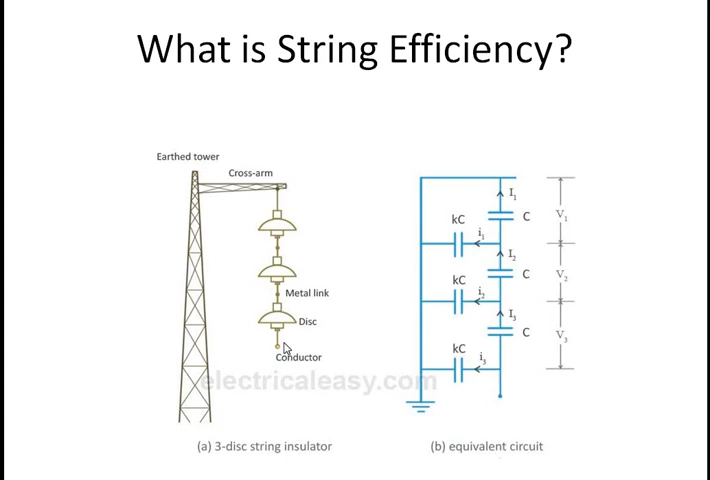 What is String Efficiency?
Earthed tower
Cross-arm
Metal link
Disc
Conductor
electricaleasy.com
(a) 3-disc string insulator
I₁
kC
C
V₁
i₁
I₂
kC
C
V₂
i₂
I₃
kC
C
V₃
i₃
(b) equivalent circuit